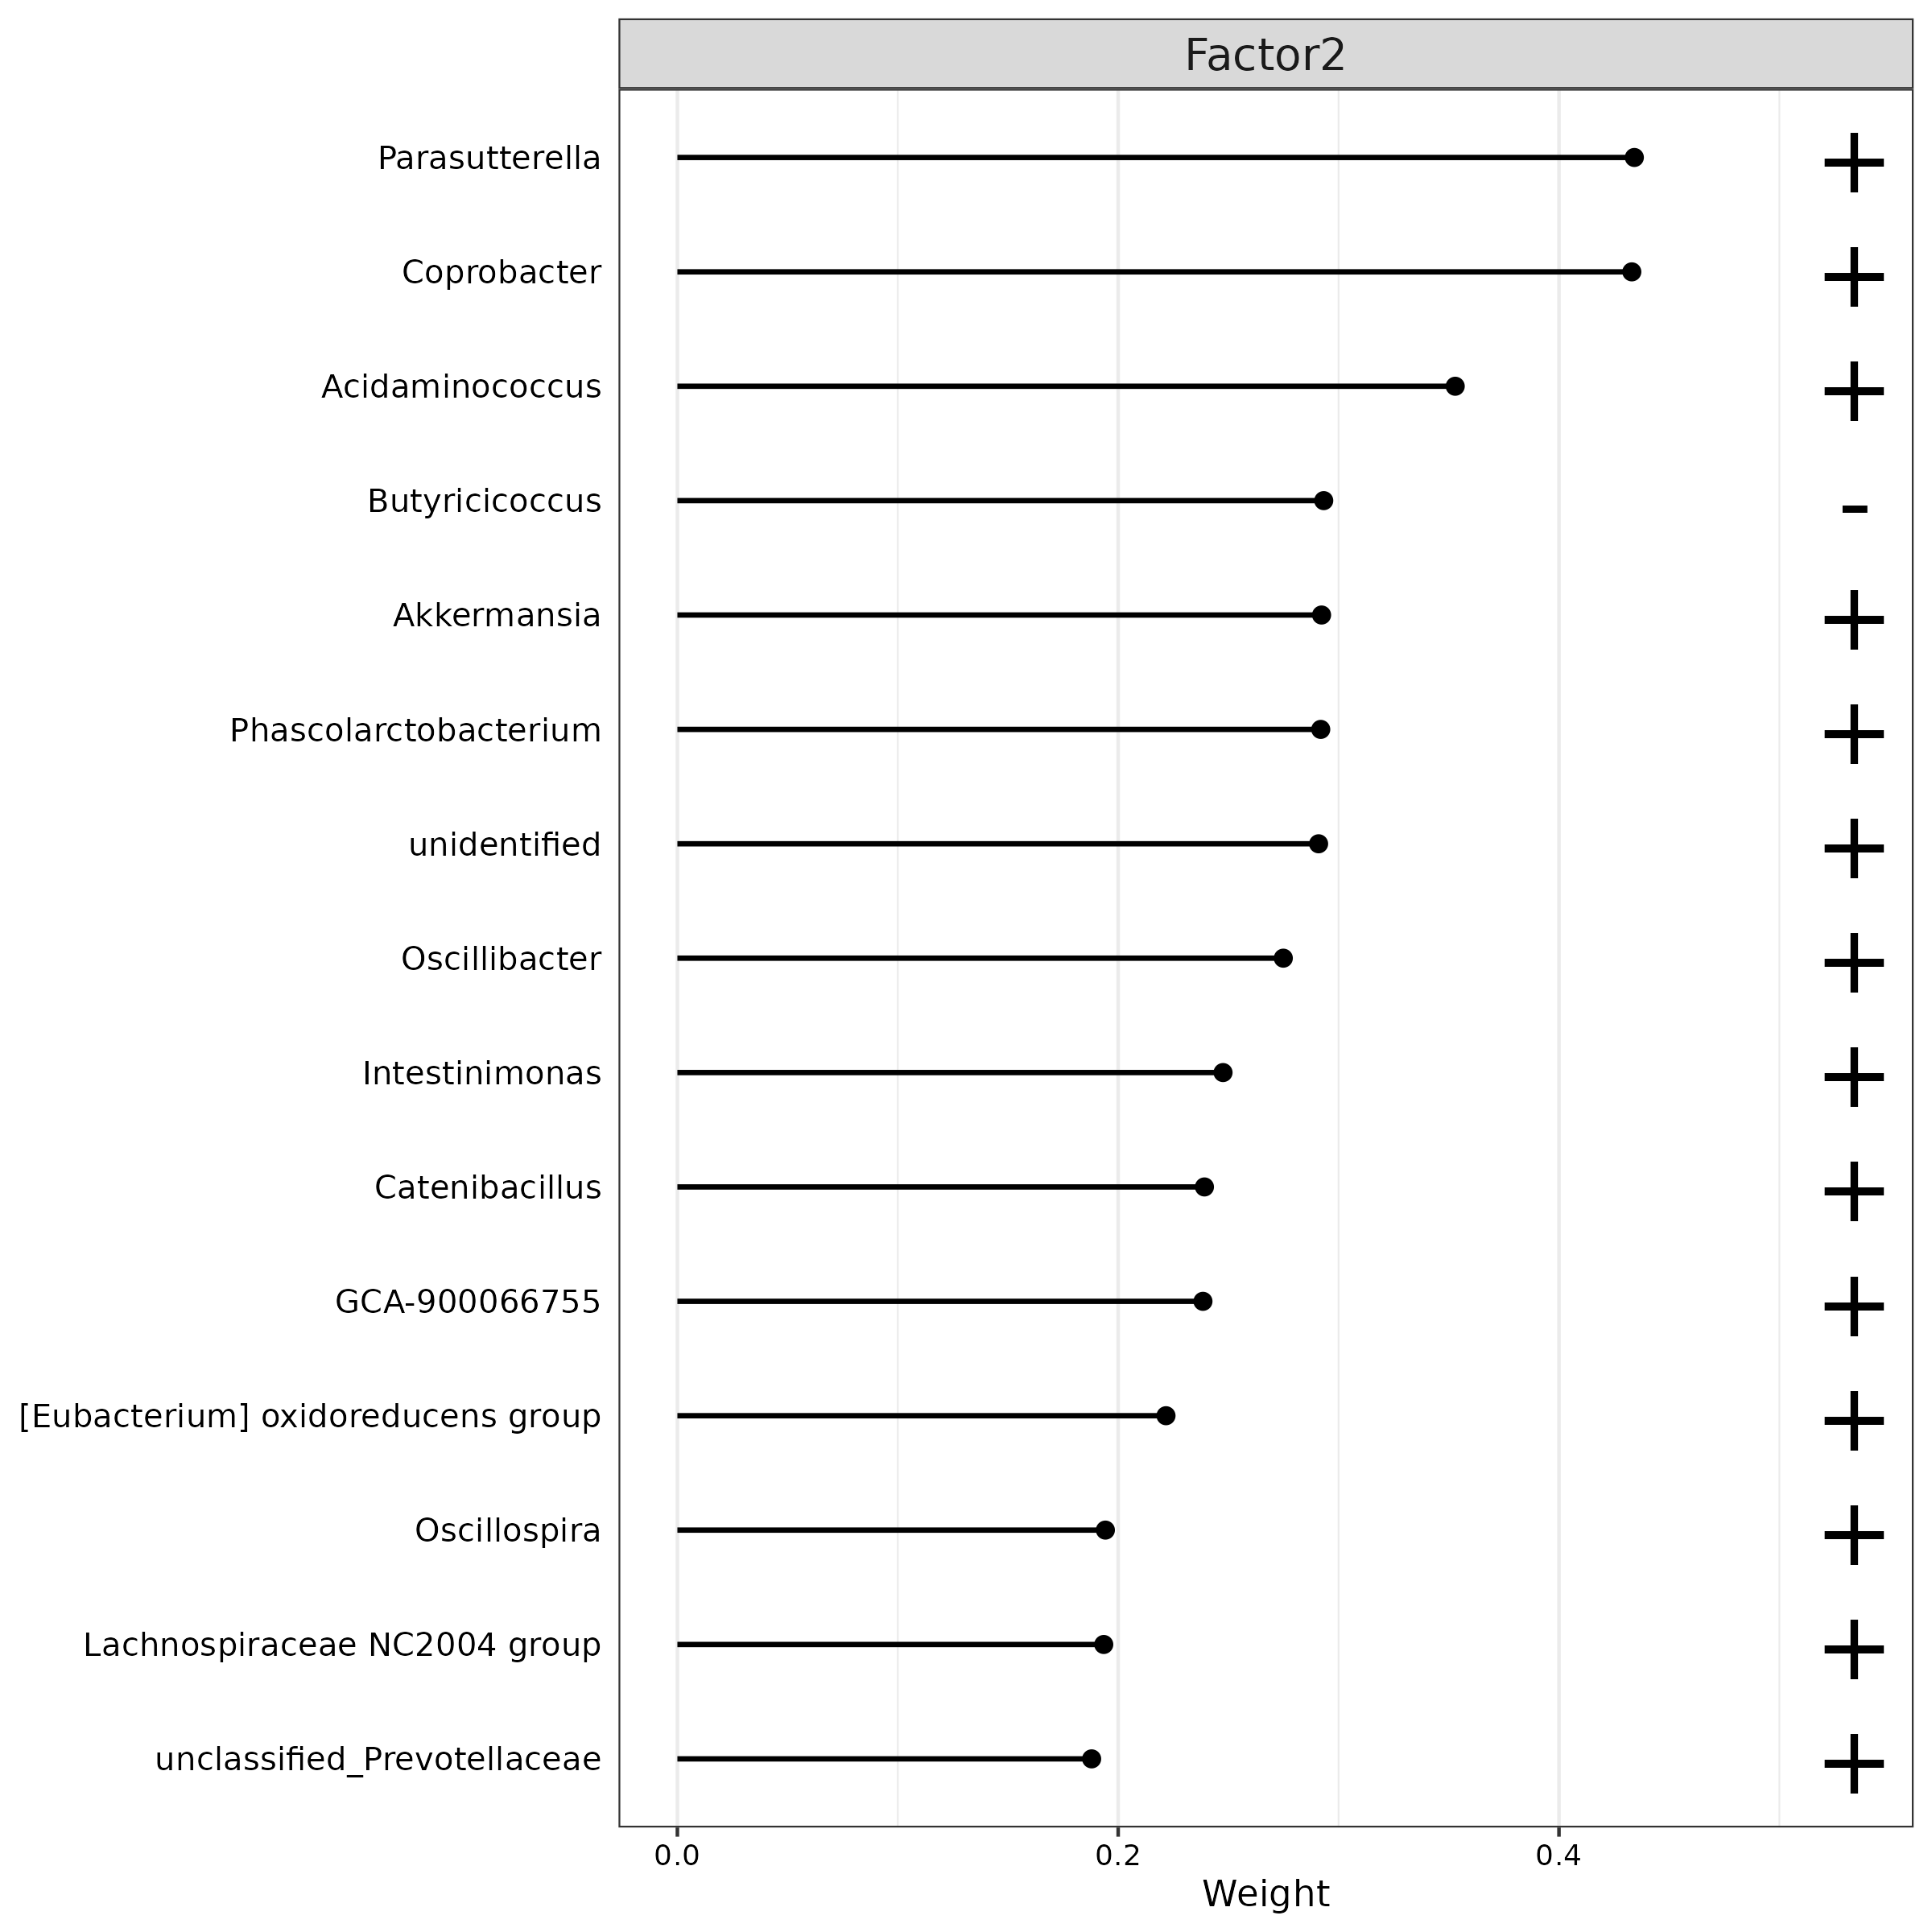 Factor2
Parasutterella +
Coprobacter +
Acidaminococcus +
Butyricicoccus -
Akkermansia +
Phascolarctobacterium +
unidentified +
Oscillibacter +
Intestinimonas +
Catenibacillus +
GCA-900066755 +
[Eubacterium] oxidoreducens group +
Oscillospira +
Lachnospiraceae NC2004 group +
unclassified_Prevotellaceae +
0.0 0.2 0.4
Weight